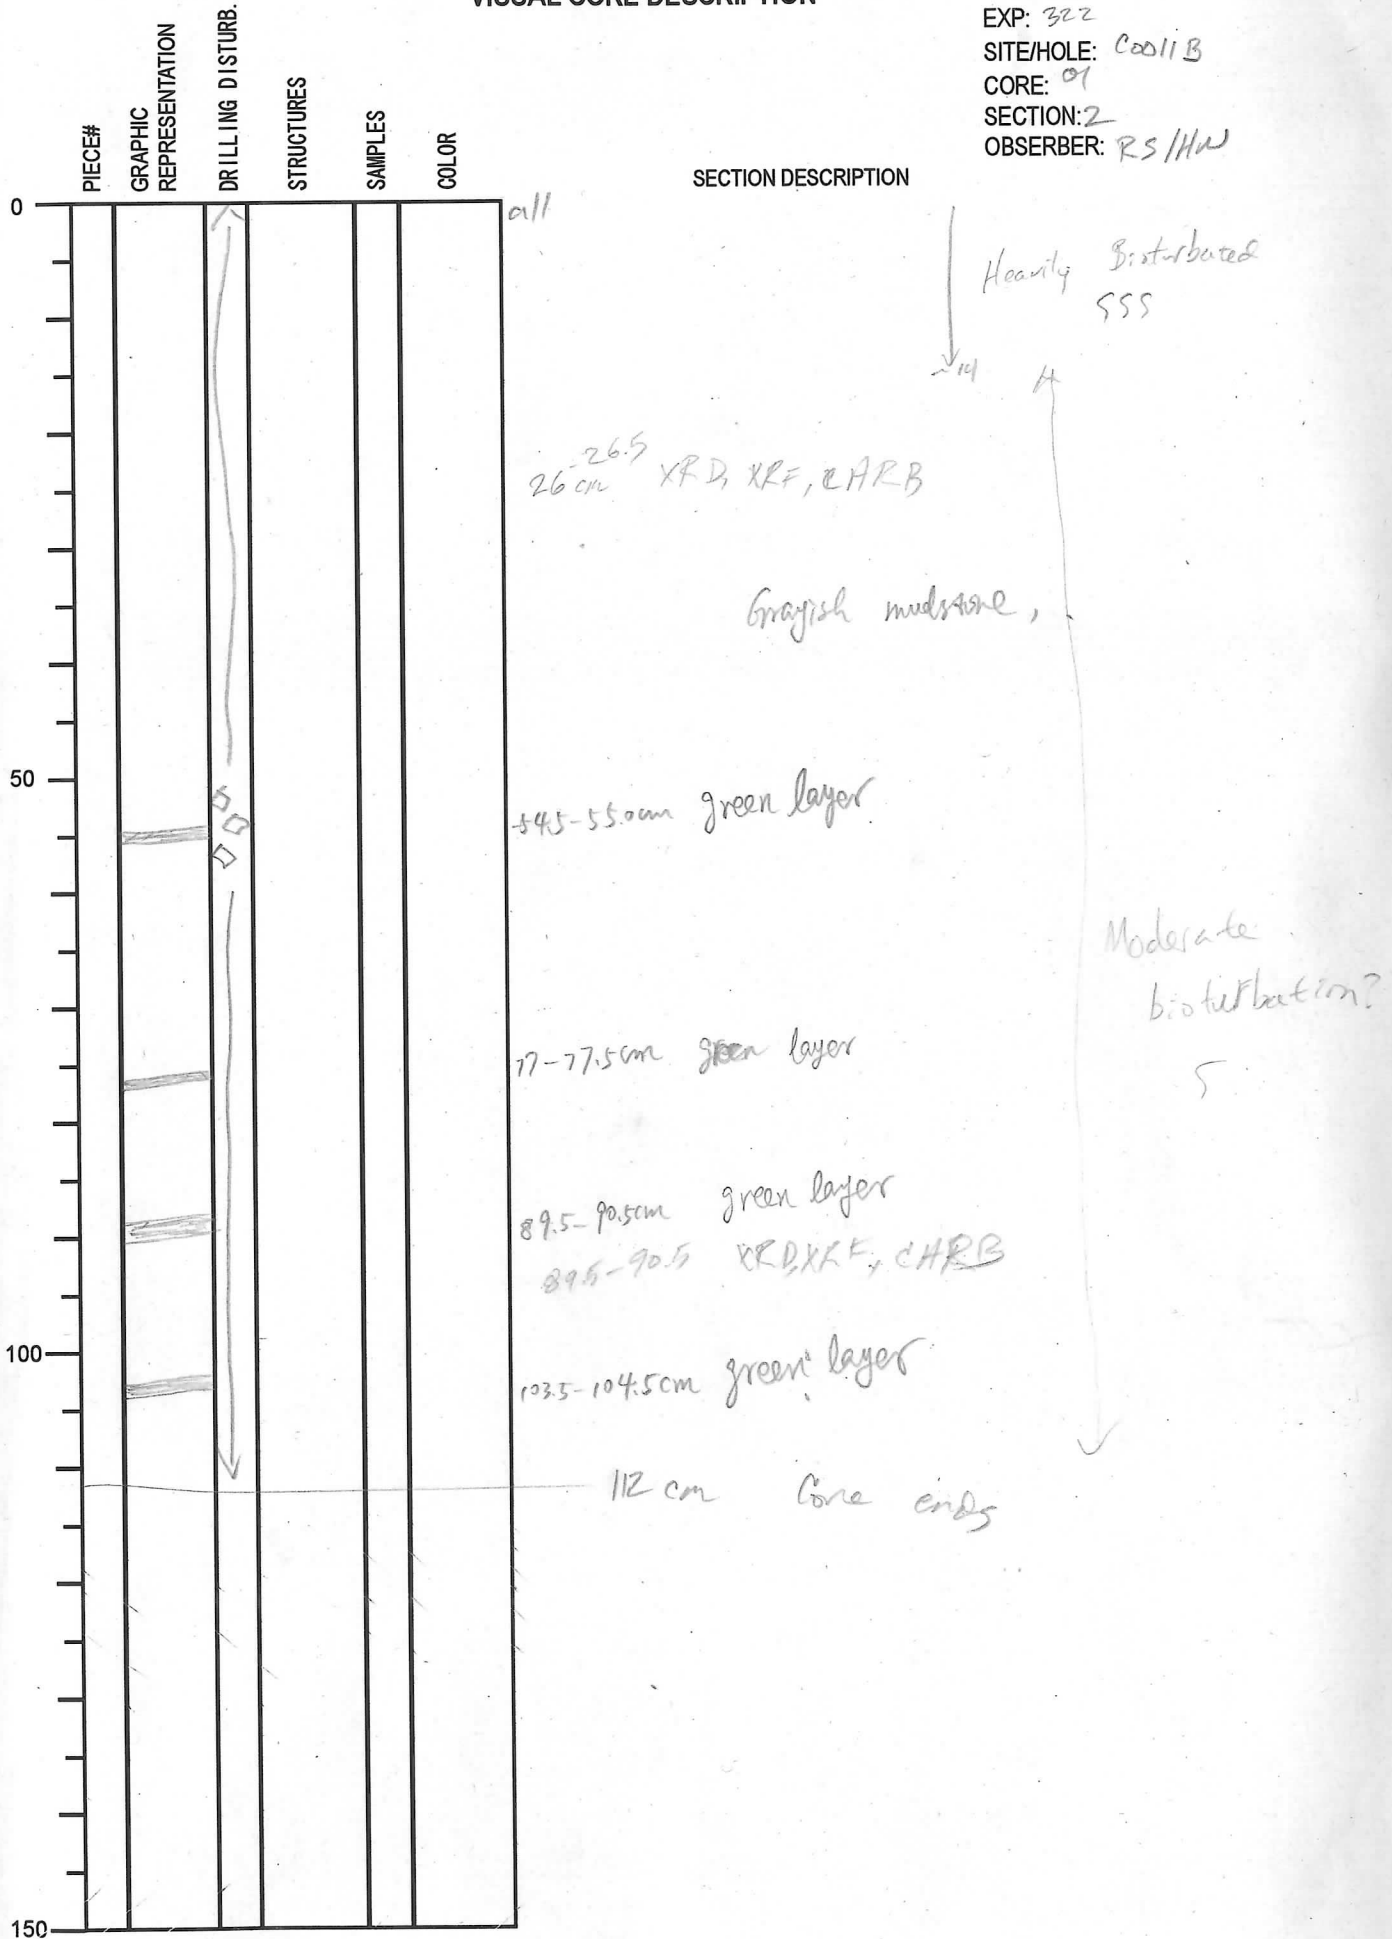 VISUAL CORE DESCRIPTION
EXP: 322
SITE/HOLE: C0011B
CORE: 01
SECTION: 2
OBSERBER: RS/HW
PIECE#
GRAPHIC
REPRESENTATION
DRILLING DISTURB.
STRUCTURES
SAMPLES
COLOR
SECTION DESCRIPTION
0
all
Heavily Bioturbated
SSS
~14
26-26.5
cm XRD, XRF, CARB
Grayish mudstone,
50
54.5-55.0cm green layer
Moderate
bioturbation?
S
77-77.5cm green layer
89.5-90.5cm green layer
89.5-90.5 XRD, XRF, CARB
100
103.5-104.5cm green layer
112 cm Core ends
150